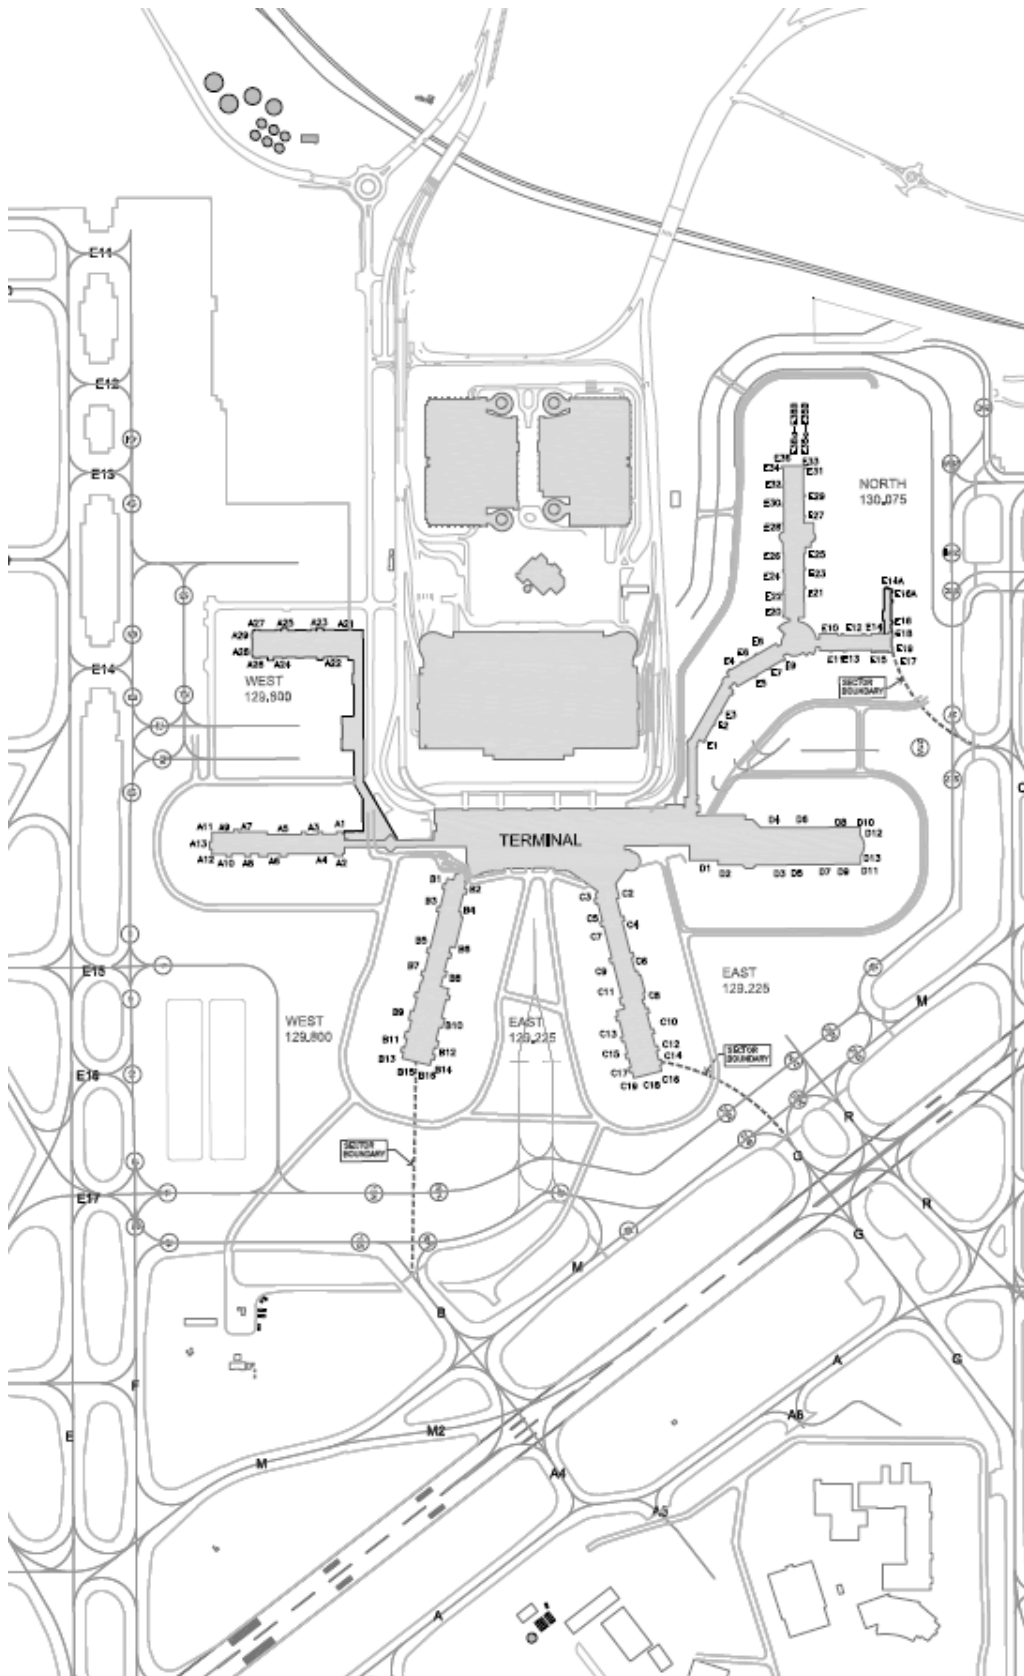 E11
E12
E13
E14
E15
E16
E17
NORTH
130.075
E34
E33
E31
E32
E30
E29
E28
E27
E26
E25
E24
E23
E22
E21
E20
E14A
E16A
E10
E12
E14
E16
E18
E19
E13
E15
E17
E9
E7
E4
E3
E2
E1
SECTOR
BOUNDARY
A27
A25
A23
A21
A29
A28
A26
A24
A22
WEST
129.800
A11
A9
A7
A5
A3
A1
A13
A12
A10
A8
A6
A4
A2
TERMINAL
D4
D6
D8
D10
D12
D13
D11
D1
D2
D3
D5
D7
D9
B1
B2
B3
B4
B5
B6
B7
B8
B9
B10
B11
B12
B13
B14
B15
B16
C2
C3
C4
C5
C6
C7
C8
C9
C10
C11
C12
C13
C14
C15
C16
C17
C18
C19
EAST
129.225
WEST
129.800
EAST
129.225
SECTOR
BOUNDARY
SECTOR
BOUNDARY
M
R
G
R
G
M
B
A
G
A6
F
E
M2
M
A4
A5
A